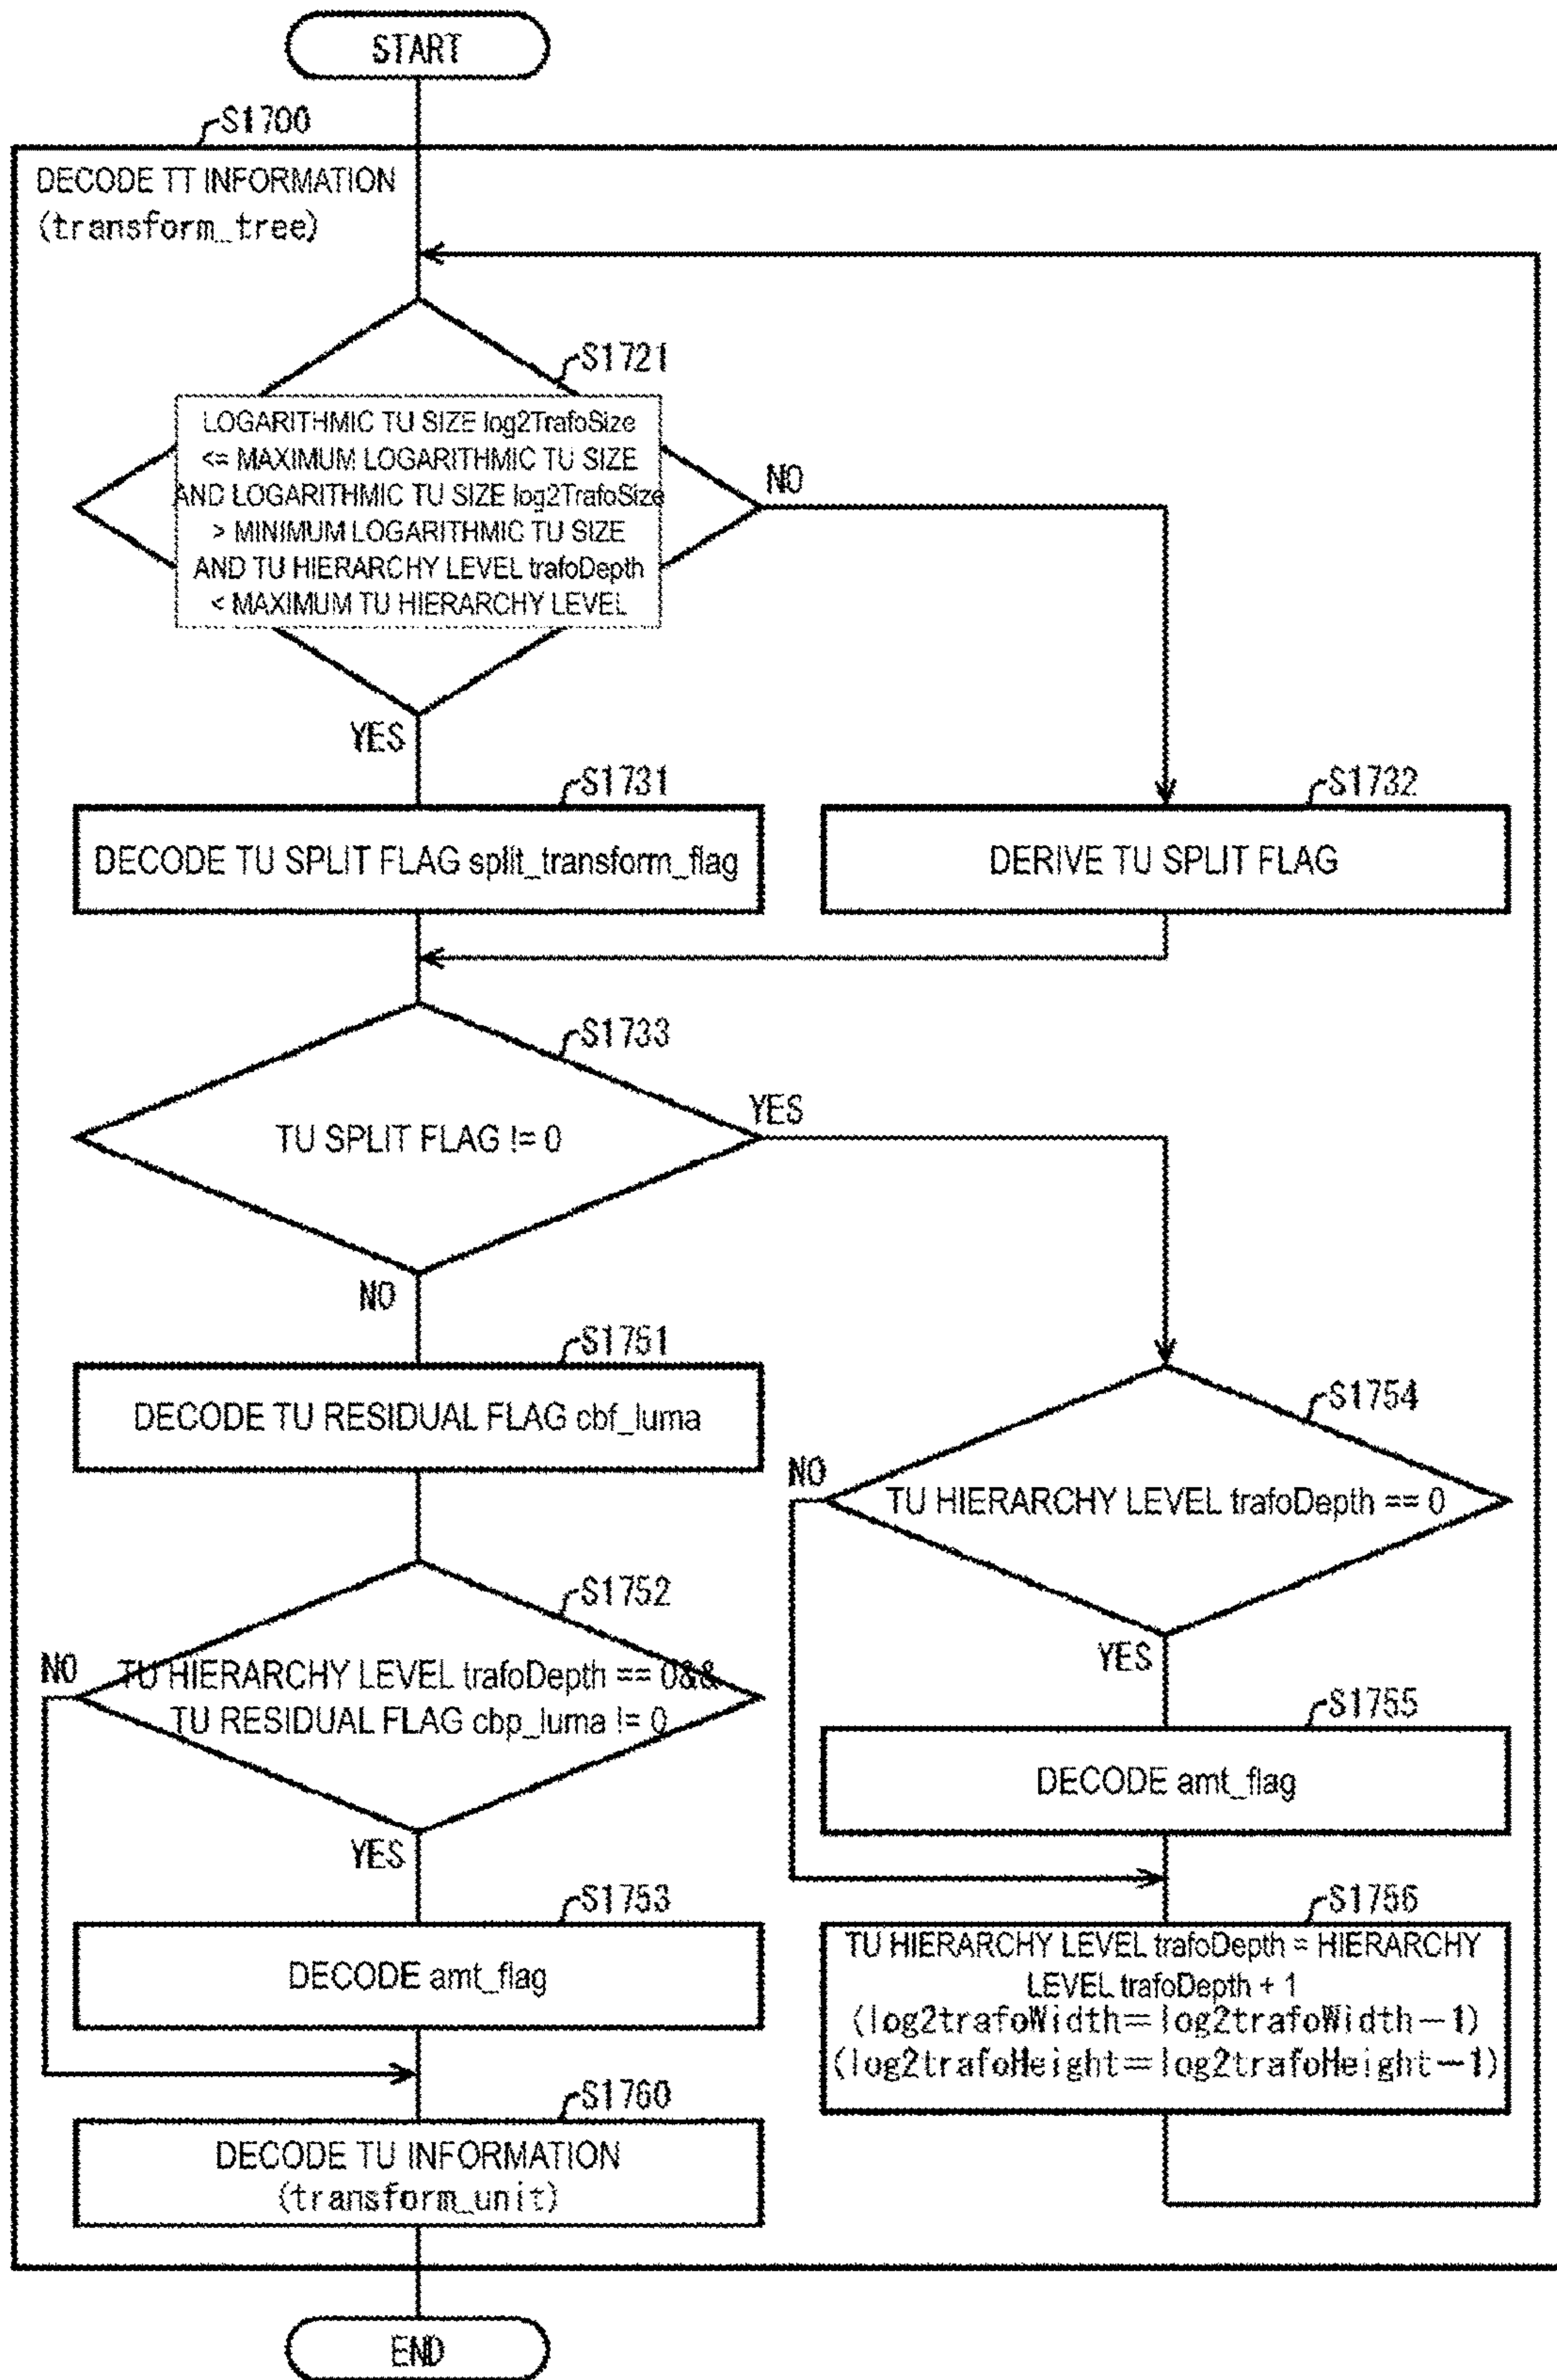 START
S1700
DECODE TT INFORMATION
(transform_tree)
S1721
LOGARITHMIC TU SIZE log2TrafoSize
<= MAXIMUM LOGARITHMIC TU SIZE
AND LOGARITHMIC TU SIZE log2TrafoSize
> MINIMUM LOGARITHMIC TU SIZE
AND TU HIERARCHY LEVEL trafoDepth
< MAXIMUM TU HIERARCHY LEVEL
NO
YES
S1731
DECODE TU SPLIT FLAG split_transform_flag
S1732
DERIVE TU SPLIT FLAG
S1733
TU SPLIT FLAG != 0
YES
NO
S1751
DECODE TU RESIDUAL FLAG cbf_luma
S1754
NO
TU HIERARCHY LEVEL trafoDepth == 0
YES
S1752
NO
TU HIERARCHY LEVEL trafoDepth == 0&&
TU RESIDUAL FLAG cbp_luma != 0
YES
S1755
DECODE amt_flag
S1753
DECODE amt_flag
S1756
TU HIERARCHY LEVEL trafoDepth = HIERARCHY
LEVEL trafoDepth + 1
(log2trafoWidth=log2trafoWidth-1)
(log2trafoHeight=log2trafoHeight-1)
S1760
DECODE TU INFORMATION
(transform_unit)
END